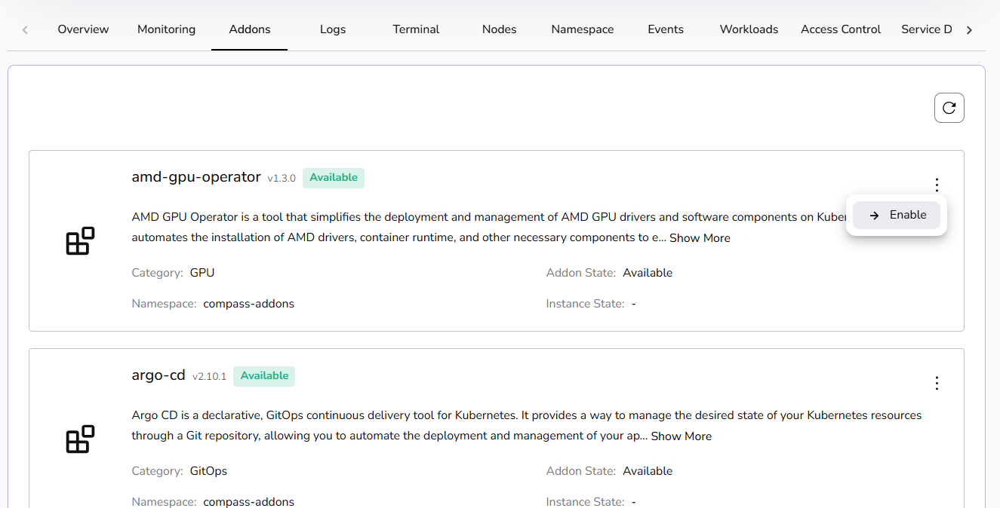 Overview Monitoring Addons Logs Terminal Nodes Namespace Events Workloads Access Control Service D
amd-gpu-operator v1.3.0 Available
Enable
AMD GPU Operator is a tool that simplifies the deployment and management of AMD GPU drivers and software components on Kuber
automates the installation of AMD drivers, container runtime, and other necessary components to e... Show More
Category: GPU Addon State: Available
Namespace: compass-addons Instance State: -
argo-cd v2.10.1 Available
Argo CD is a declarative, GitOps continuous delivery tool for Kubernetes. It provides a way to manage the desired state of your Kubernetes resources
through a Git repository, allowing you to automate the deployment and management of your ap... Show More
Category: GitOps Addon State: Available
Namespace: compass-addons Instance State: -